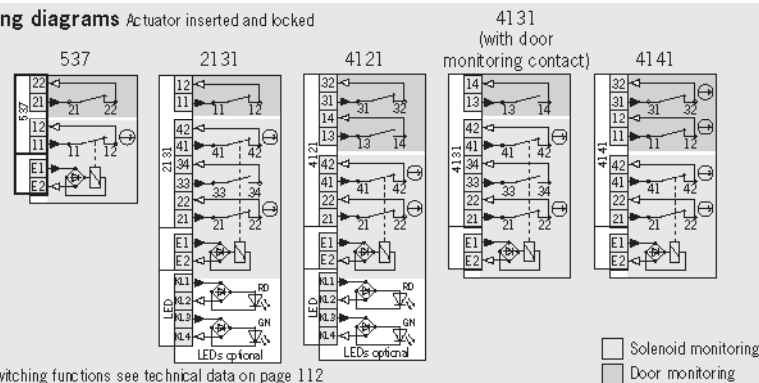 ng diagrams Actuator inserted and locked
537
2131
4121
4131
(with door
monitoring contact)
4141
537
22
21
21 22
12
11
11 12
E1
E2
2131
12
11
11 12
42
41
41 42
34
33
33 34
22
21
21 22
E1
E2
LED
KL1
KL2
KL3
KL4
RD
GN
LEDs optional
4121
32
31
31 32
14
13
13 14
42
41
41 42
22
21
21 22
E1
E2
LED
KL1
KL2
KL3
KL4
RD
GN
LEDs optional
4131
14
13
13 14
42
41
41 42
34
33
33 34
22
21
21 22
E1
E2
4141
32
31
31 32
12
11
11 12
42
41
41 42
22
21
21 22
E1
E2
Solenoid monitoring
Door monitoring
witching functions see technical data on page 112